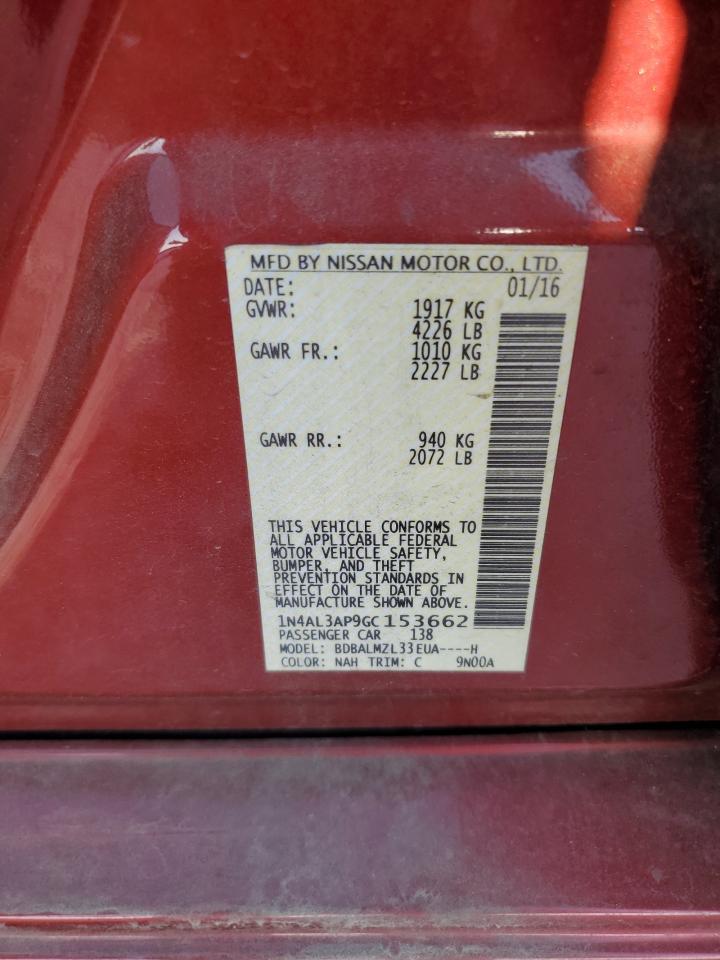 MFD BY NISSAN MOTOR CO., LTD.
DATE: 01/16
GVWR: 1917 KG
4226 LB
GAWR FR.: 1010 KG
2227 LB
GAWR RR.: 940 KG
2072 LB
THIS VEHICLE CONFORMS TO
ALL APPLICABLE FEDERAL
MOTOR VEHICLE SAFETY,
BUMPER, AND THEFT
PREVENTION STANDARDS IN
EFFECT ON THE DATE OF
MANUFACTURE SHOWN ABOVE.
1N4AL3AP9GC153662
PASSENGER CAR 138
MODEL: BDBALMZL33EUA----H
COLOR: NAH TRIM: C 9N00A